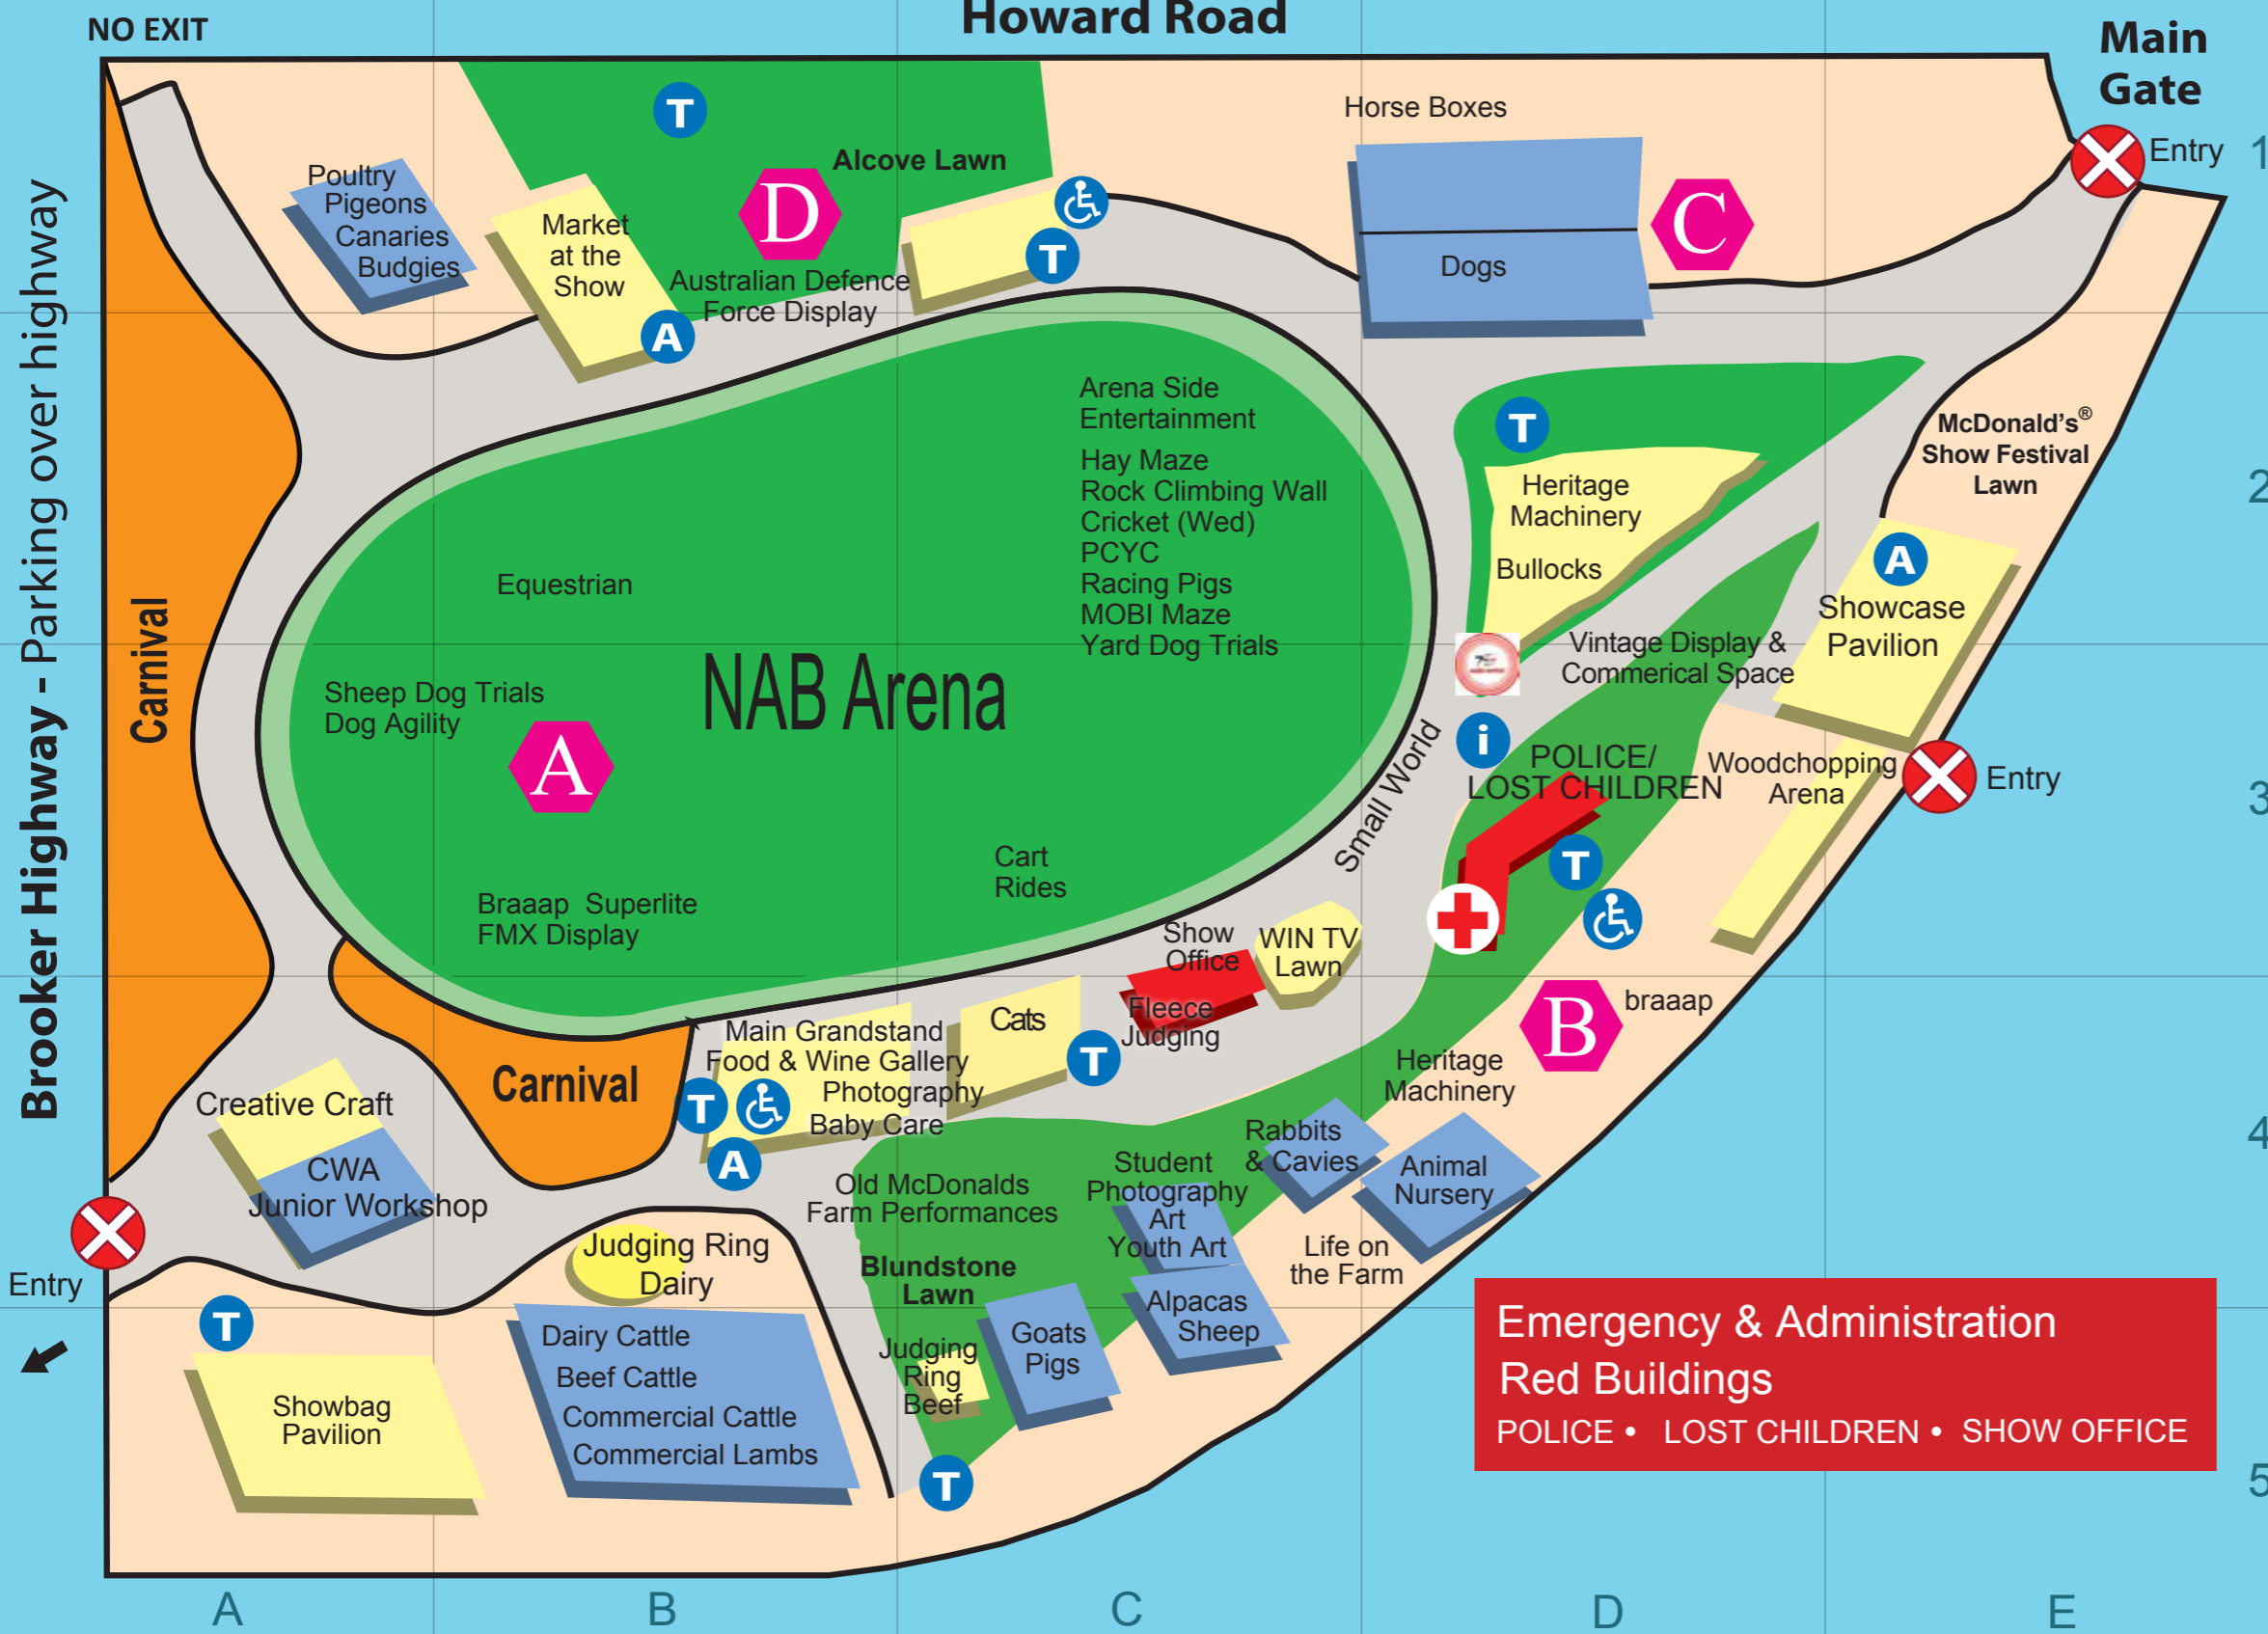 NO EXIT
Howard Road
Main
Gate
Entry
1
Horse Boxes
Dogs
C
T
Alcove Lawn
D
Australian Defence
Force Display
T
Poultry
Pigeons
Canaries
Budgies
Market
at the
Show
A
Brooker Highway - Parking over highway
Carnival
Arena Side
Entertainment
Hay Maze
Rock Climbing Wall
Cricket (Wed)
PCYC
Racing Pigs
MOBI Maze
Yard Dog Trials
Equestrian
NAB Arena
Sheep Dog Trials
Dog Agility
A
Braaap Superlite
FMX Display
Cart
Rides
T
Heritage
Machinery
Bullocks
McDonald's®
Show Festival
Lawn
2
A
Showcase
Pavilion
Vintage Display &
Commerical Space
i
Small World
POLICE/
LOST CHILDREN
Woodchopping
Arena
Entry
3
T
Show
Office
WIN TV
Lawn
Fleece
Judging
B
braaap
Heritage
Machinery
Cats
T
Main Grandstand
Food & Wine Gallery
Photography
Baby Care
T
A
Carnival
Creative Craft
CWA
Junior Workshop
Entry
4
Rabbits
& Cavies
Animal
Nursery
Student
Photography
Art
Youth Art
Life on
the Farm
Old McDonalds
Farm Performances
Blundstone
Lawn
Judging Ring
Dairy
T
Showbag
Pavilion
Dairy Cattle
Beef Cattle
Commercial Cattle
Commercial Lambs
Judging
Ring
Beef
Goats
Pigs
Alpacas
Sheep
T
Emergency & Administration
Red Buildings
POLICE • LOST CHILDREN • SHOW OFFICE
5
A
B
C
D
E